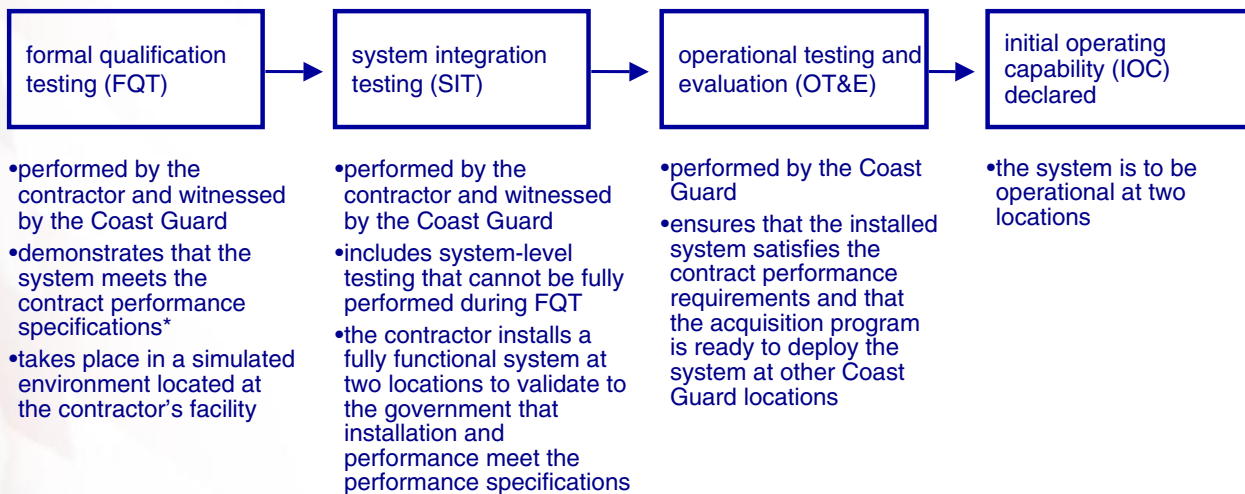 formal qualification
testing (FQT)
system integration
testing (SIT)
operational testing and
evaluation (OT&E)
initial operating
capability (IOC)
declared
•performed by the
contractor and witnessed
by the Coast Guard
•demonstrates that the
system meets the
contract performance
specifications*
•takes place in a simulated
environment located at
the contractor’s facility
•performed by the
contractor and witnessed
by the Coast Guard
•includes system-level
testing that cannot be fully
performed during FQT
•the contractor installs a
fully functional system at
two locations to validate to
the government that
installation and
performance meet the
performance specifications
•performed by the Coast
Guard
•ensures that the installed
system satisfies the
contract performance
requirements and that
the acquisition program
is ready to deploy the
system at other Coast
Guard locations
•the system is to be
operational at two
locations